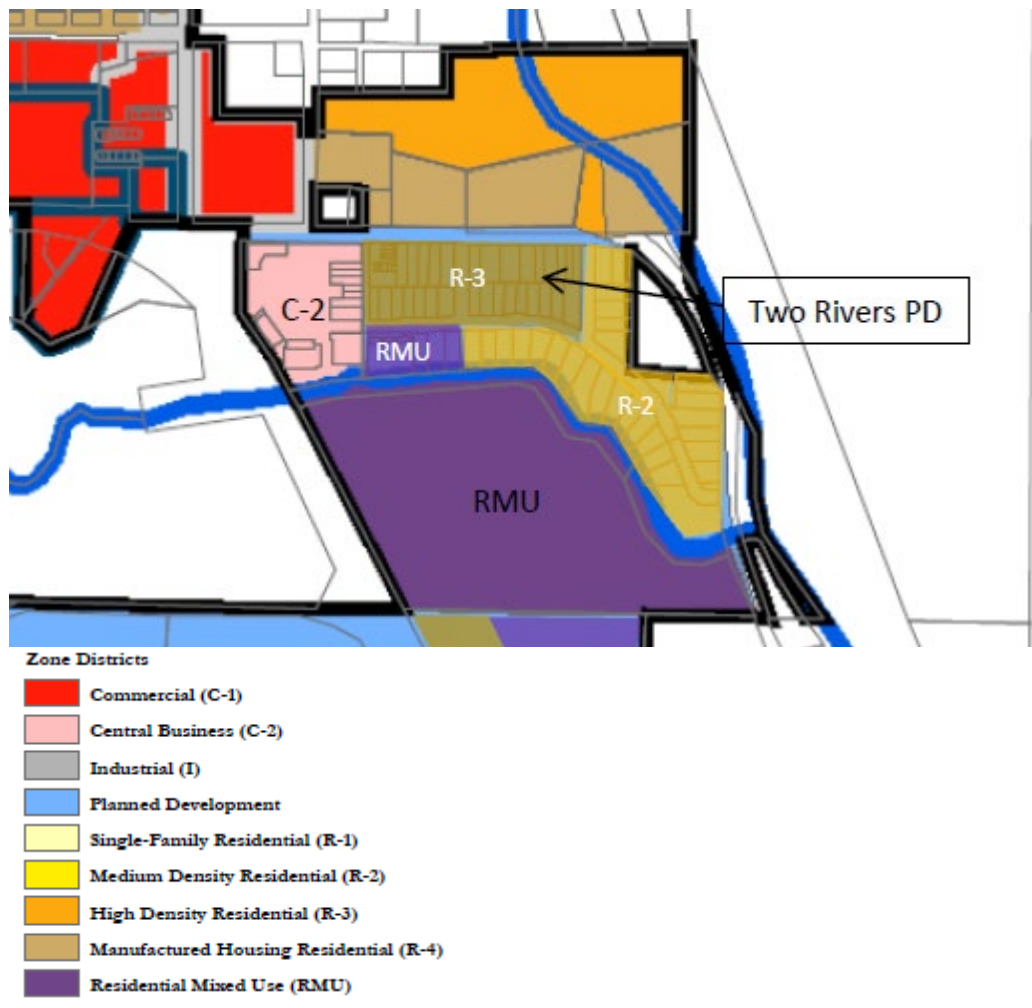 R-3
Two Rivers PD
C-2
RMU
R-2
RMU
Zone Districts
Commercial (C-1)
Central Business (C-2)
Industrial (I)
Planned Development
Single-Family Residential (R-1)
Medium Density Residential (R-2)
High Density Residential (R-3)
Manufactured Housing Residential (R-4)
Residential Mixed Use (RMU)